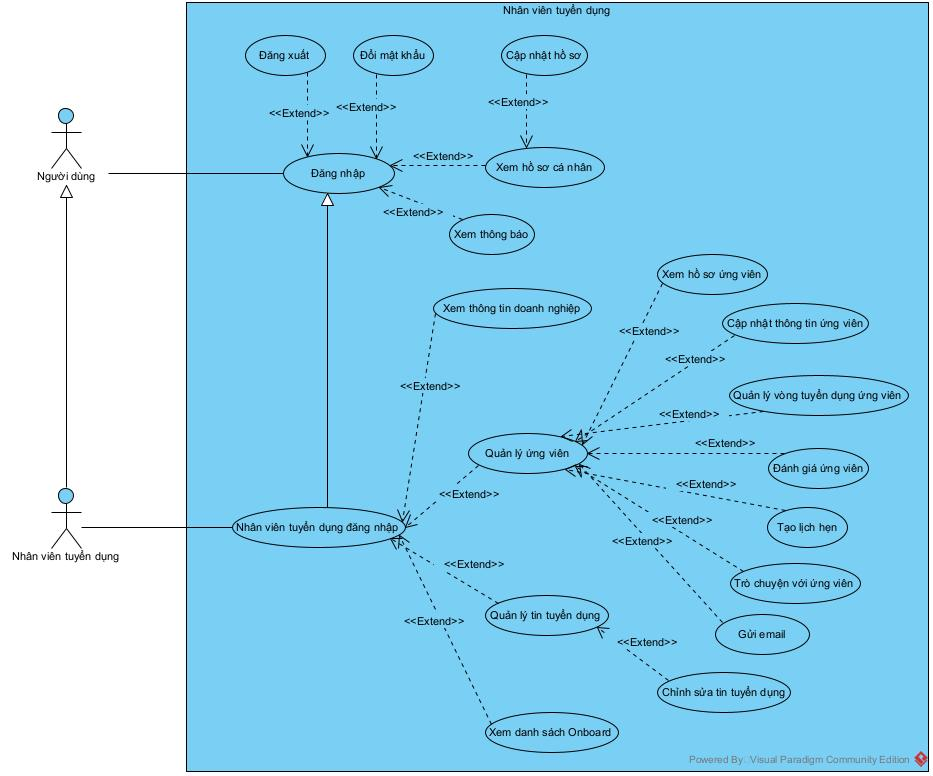 Nhân viên tuyển dụng
Đăng xuất
Đổi mật khẩu
Cập nhật hồ sơ
<<Extend>>
<<Extend>>
<<Extend>>
Người dùng
Đăng nhập
<<Extend>>
Xem hồ sơ cá nhân
<<Extend>>
Xem thông báo
Xem hồ sơ ứng viên
Xem thông tin doanh nghiệp
<<Extend>>
Cập nhật thông tin ứng viên
<<Extend>>
<<Extend>>
Quản lý vòng tuyển dụng ứng viên
<<Extend>>
<<Extend>>
Quản lý ứng viên
Đánh giá ứng viên
<<Extend>>
<<Extend>>
<<Extend>>
Nhân viên tuyển dụng đăng nhập
Tạo lịch hẹn
<<Extend>>
<<Extend>>
Nhân viên tuyển dụng
<<Extend>>
Trò chuyện với ứng viên
Quản lý tin tuyển dụng
<<Extend>>
Gửi email
<<Extend>>
Chỉnh sửa tin tuyển dụng
Xem danh sách Onboard
Powered By: Visual Paradigm Community Edition